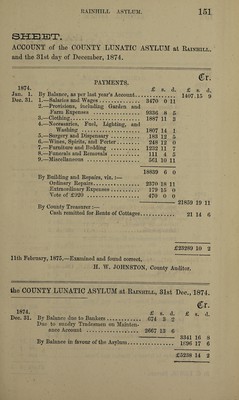 RAINHILL ASYLUM. 151
SHEET.
ACCOUNT of the COUNTY LUNATIC ASYLUM at RAINHILL,
and the 31st day of December, 1874.
Cr.
PAYMENTS.
1874. £ s. d. £ s. d.
Jan. 1. By Balance, as per last year's Account............ 1407 15 9
Dec. 31. 1.—Salaries and Wages ............ 3470 0 11
2.—Provisions, including Garden and
Farm Expenses ............ 9336 8 5
3.—Clothing ............ 1887 11 2
4.—Necessaries, Fuel, Lighting, and
Washing ............ 1807 14 1
5.—Surgery and Dispensary ............ 183 12 5
6.—Wines, Spirits, and Porter ............ 248 12 0
7.—Furniture and Bedding ............ 1232 11 7
8.—Funerals and Removals ............ 111 4 5
9.—Miscellaneous ............ 561 10 11
18839 6 0
By Building and Repairs, viz. :—
Ordinary Repairs ............ 2370 18 11
Extraordinary Expenses ............ 179 15 0
Vote of £920 ............ 470 0 0
21859 19 11
By County Treasurer :—
Cash remitted for Rents of Cottages ............ 21 14 6
£23289 10 2
11th February, 1875.—Examined and found correct.
H. W. JOHNSTON, County Auditor.
the COUNTY LUNATIC ASYLUM at RAINHILL, 31st Dec., 1874.
Cr.
1874. £ s. d. £ s. d.
Dec. 31. By Balance due to Bankers ............ 674 3 2
Due to sundry Tradesmen on Mainten-
ance Account ............ 2667 13 6
3341 16 8
By Balance in favour of the Asylum ............ 1896 17 6
£5238 14 2